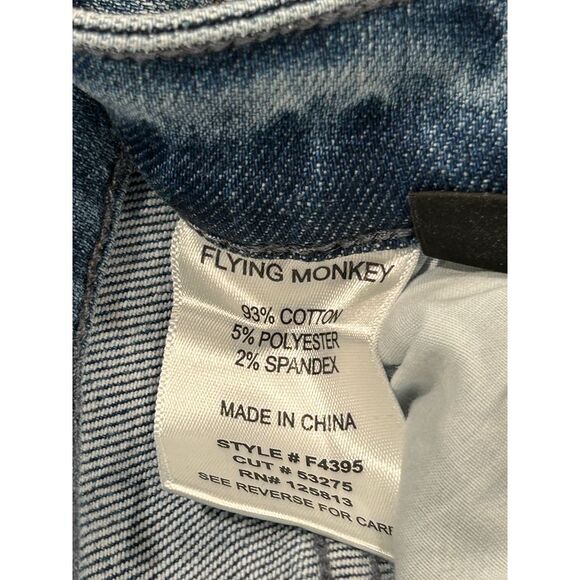 FLYING MONKEY
93% COTTON
5% POLYESTER
2% SPANDEX
MADE IN CHINA
STYLE # F4395
CUT # 53275
RN# 125813
SEE REVERSE FOR CAR